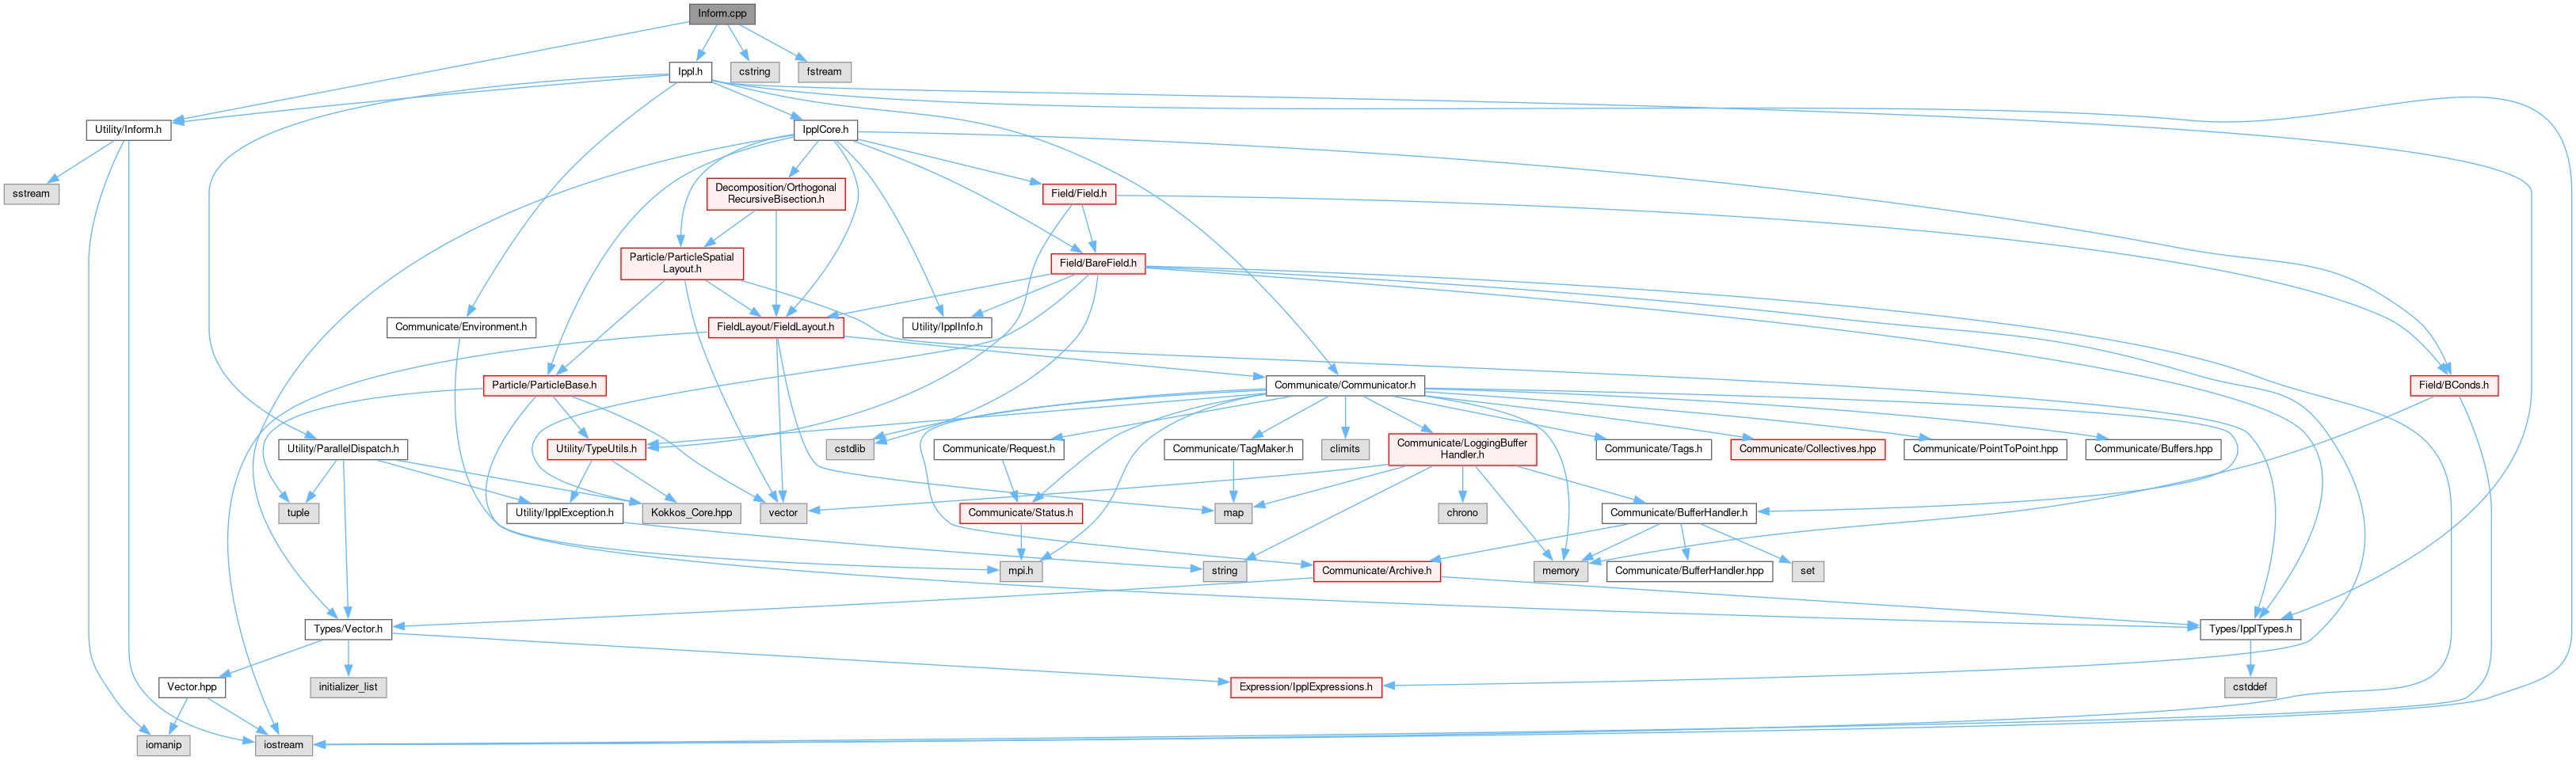 Inform.cpp
Ippl.h
cstring
fstream
Utility/Inform.h
IpplCore.h
sstream
Decomposition/Orthogonal
RecursiveBisection.h
Field/Field.h
Particle/ParticleSpatial
Layout.h
Field/BareField.h
Communicate/Environment.h
FieldLayout/FieldLayout.h
Utility/IpplInfo.h
Particle/ParticleBase.h
Communicate/Communicator.h
Field/BConds.h
Utility/ParallelDispatch.h
Utility/TypeUtils.h
cstdlib
Communicate/Request.h
Communicate/TagMaker.h
climits
Communicate/LoggingBuffer
Handler.h
Communicate/Tags.h
Communicate/Collectives.hpp
Communicate/PointToPoint.hpp
Communicate/Buffers.hpp
tuple
Utility/IpplException.h
Kokkos_Core.hpp
vector
Communicate/Status.h
map
chrono
Communicate/BufferHandler.h
mpi.h
string
Communicate/Archive.h
memory
Communicate/BufferHandler.hpp
set
Types/Vector.h
Types/IpplTypes.h
Vector.hpp
initializer_list
Expression/IpplExpressions.h
cstddef
iomanip
iostream